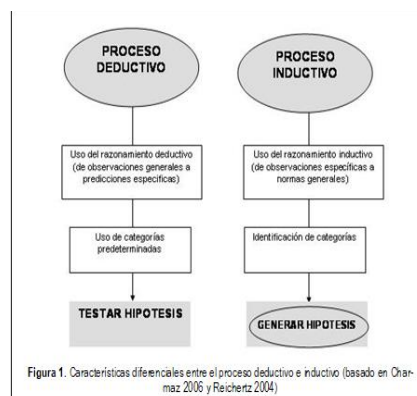 PROCESO
DEDUCTIVO
Uso del razonamiento deductivo
(de observaciones generales a
predicciones especificas)
Uso de categorías
predeterminadas
TESTAR HIPOTESIS
PROCESO
INDUCTIVO
Uso del razonamiento inductivo
(de observaciones específicas a
normas generales)
Identificación de categorías
GENERAR HIPOTESIS
Figura 1. Características diferenciales entre el proceso deductivo e inductivo (basado en Char-
maz 2006 y Reichertz 2004)